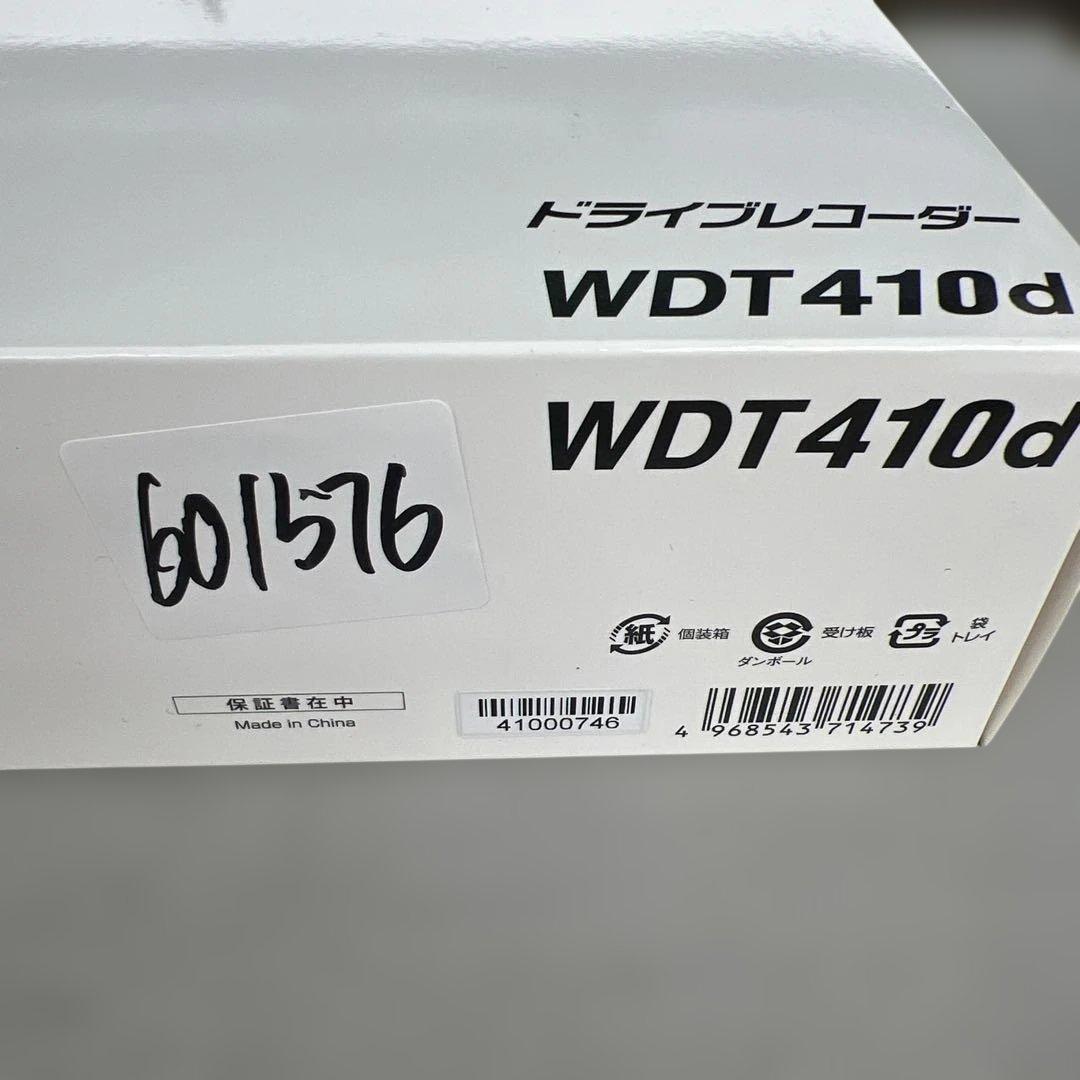 ドライブレコーダー
WDT410d
WDT410d
601576
紙 個装箱
ダンボール
受け板
プラ
袋
トレイ
保証書在中
Made in China
41000746
4 968543 714739